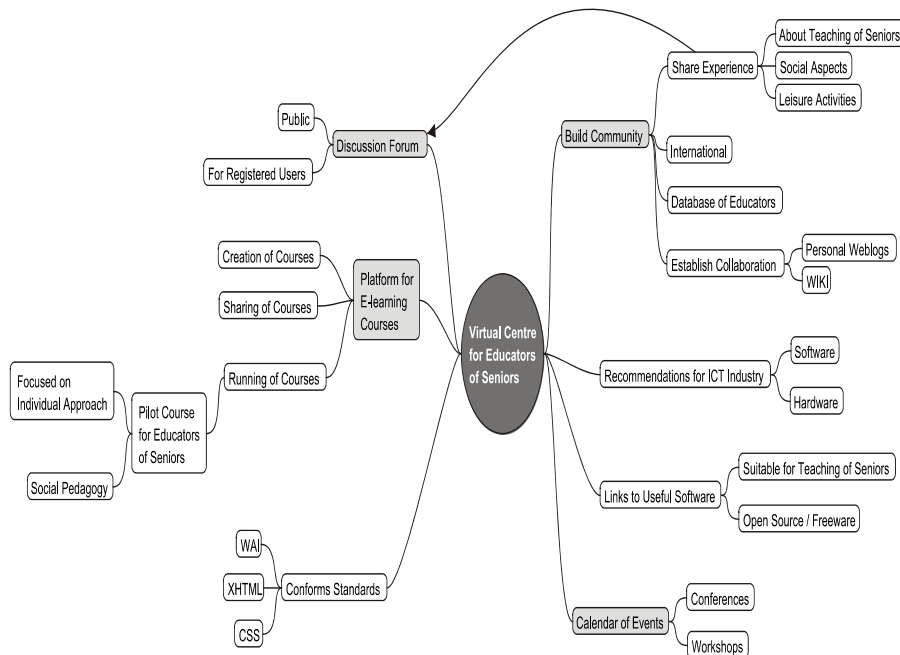 Virtual Centre
for Educators
of Seniors
Discussion Forum
Public
For Registered Users
Platform for
E-learning
Courses
Creation of Courses
Sharing of Courses
Running of Courses
Pilot Course
for Educators
of Seniors
Focused on
Individual Approach
Social Pedagogy
Conforms Standards
WAI
XHTML
CSS
Build Community
Share Experience
About Teaching of Seniors
Social Aspects
Leisure Activities
International
Database of Educators
Establish Collaboration
Personal Weblogs
WIKI
Recommendations for ICT Industry
Software
Hardware
Links to Useful Software
Suitable for Teaching of Seniors
Open Source / Freeware
Calendar of Events
Conferences
Workshops